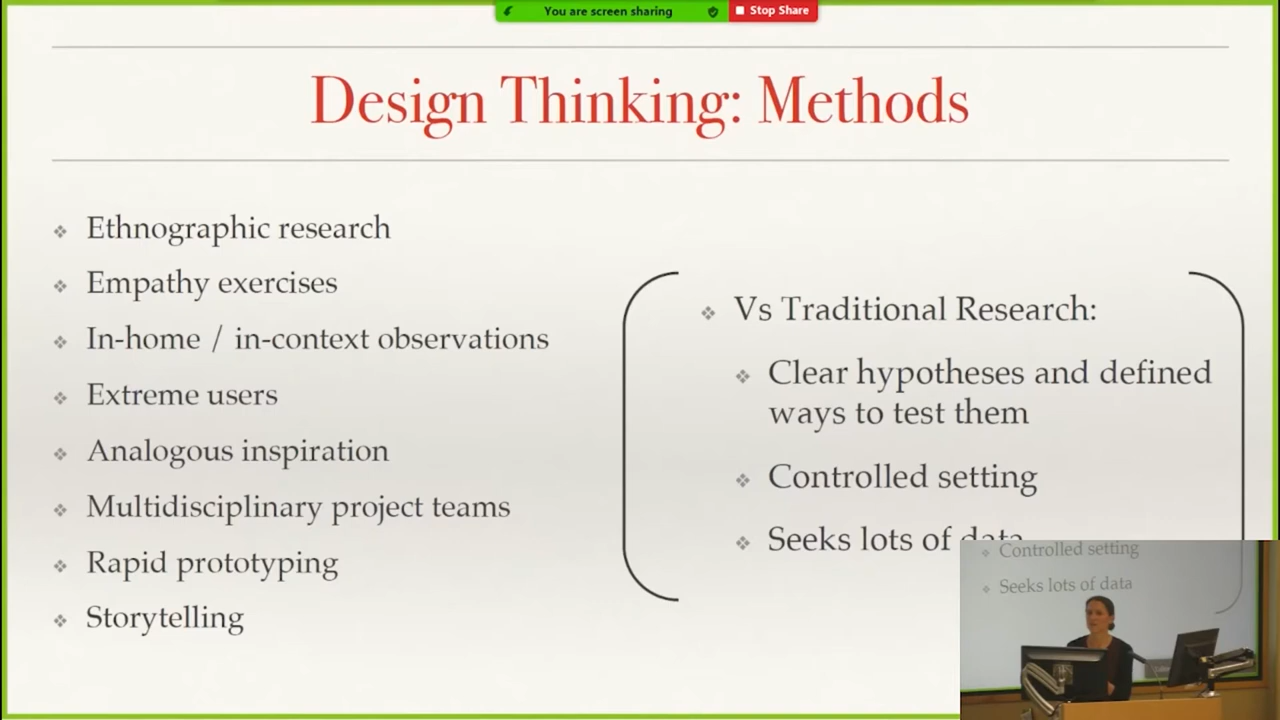 You are screen sharing
Stop Share
Design Thinking: Methods
Ethnographic research
Empathy exercises
In-home / in-context observations
Extreme users
Analogous inspiration
Multidisciplinary project teams
Rapid prototyping
Storytelling
Vs Traditional Research:
Clear hypotheses and defined
ways to test them
Controlled setting
Seeks lots of data
Controlled setting
Seeks lots of data